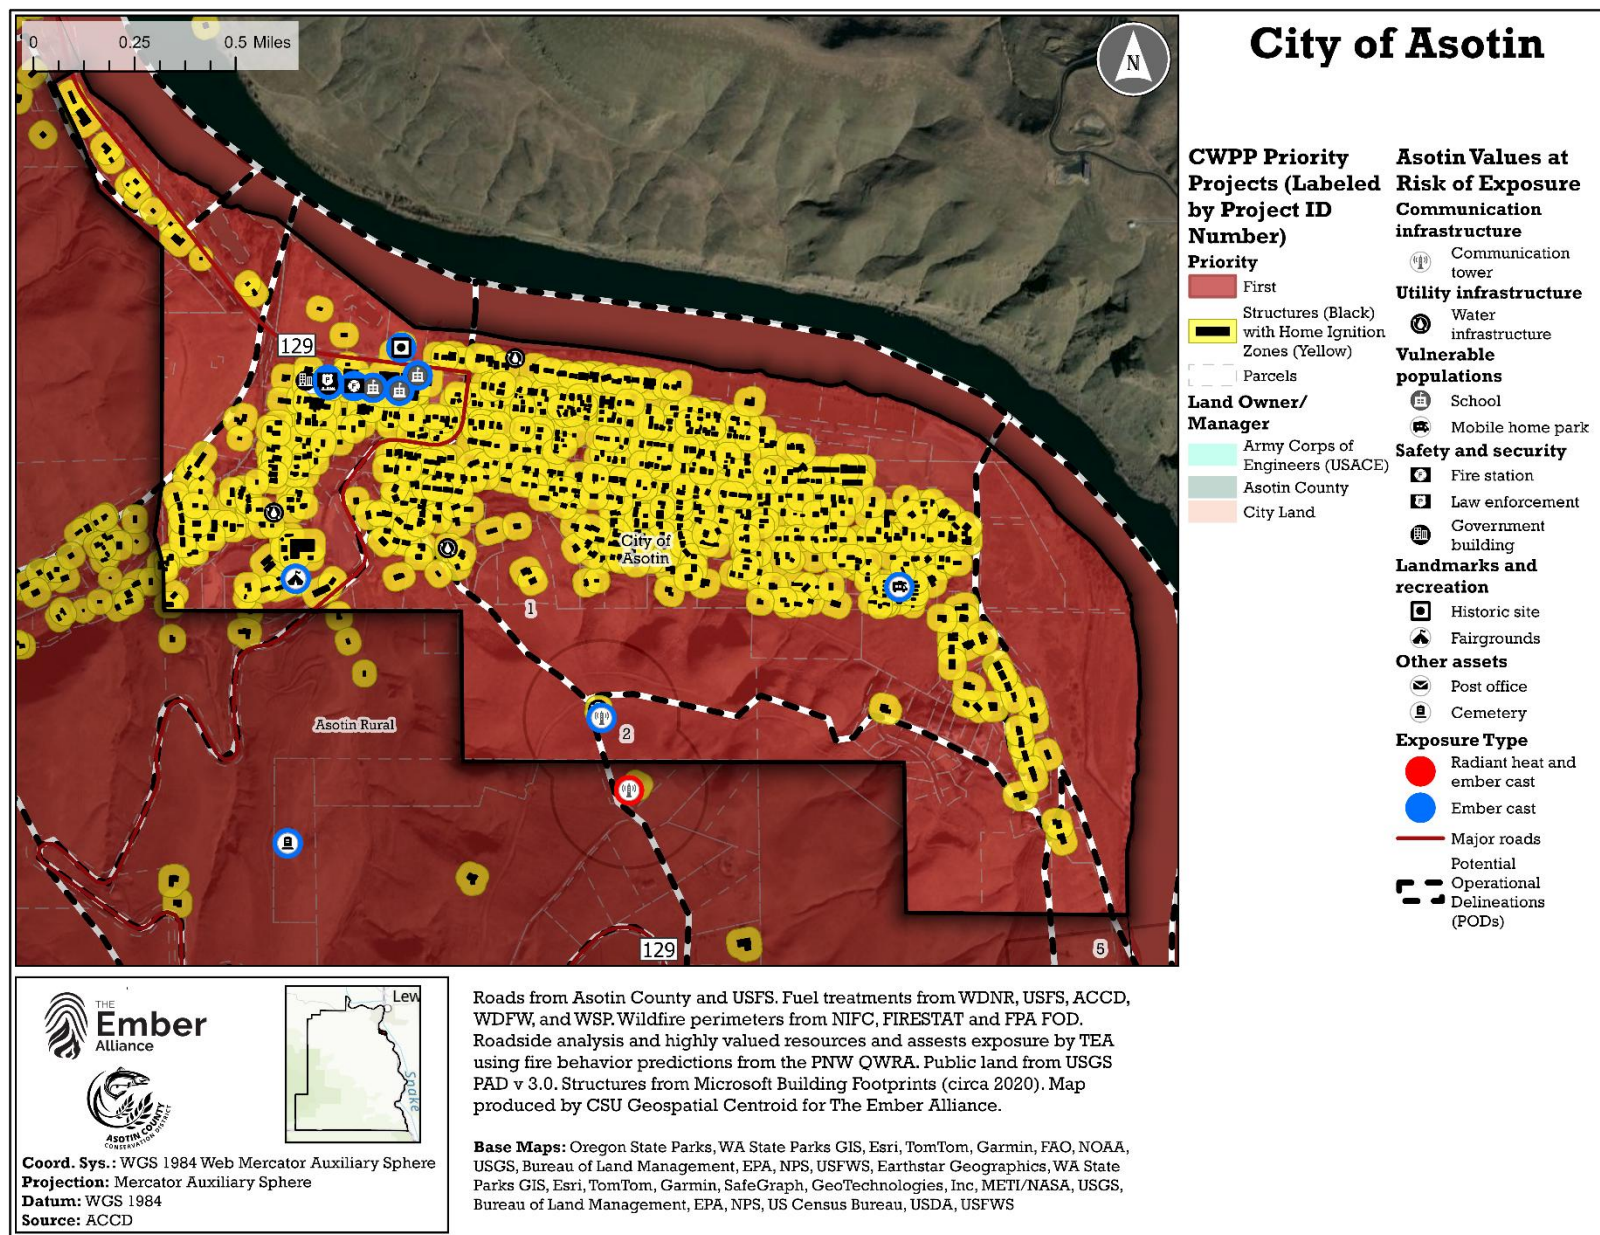 City of Asotin
0 0.25 0.5 Miles
N
129
City of
Asotin
1
2
Asotin Rural
129
5
CWPP Priority
Projects (Labeled
by Project ID
Number)
Priority
First
Structures (Black)
with Home Ignition
Zones (Yellow)
Parcels
Land Owner/
Manager
Army Corps of
Engineers (USACE)
Asotin County
City Land
Asotin Values at
Risk of Exposure
Communication
infrastructure
Communication
tower
Utility infrastructure
Water
infrastructure
Vulnerable
populations
School
Mobile home park
Safety and security
Fire station
Law enforcement
Government
building
Landmarks and
recreation
Historic site
Fairgrounds
Other assets
Post office
Cemetery
Exposure Type
Radiant heat and
ember cast
Ember cast
Major roads
Potential
Operational
Delineations
(PODs)
THE
Ember
Alliance
ASOTIN COUNTY
CONSERVATION DISTRICT
Lew
Snake
Coord. Sys.: WGS 1984 Web Mercator Auxiliary Sphere
Projection: Mercator Auxiliary Sphere
Datum: WGS 1984
Source: ACCD
Roads from Asotin County and USFS. Fuel treatments from WDNR, USFS, ACCD,
WDFW, and WSP. Wildfire perimeters from NIFC, FIRESTAT and FPA FOD.
Roadside analysis and highly valued resources and assests exposure by TEA
using fire behavior predictions from the PNW QWRA. Public land from USGS
PAD v 3.0. Structures from Microsoft Building Footprints (circa 2020). Map
produced by CSU Geospatial Centroid for The Ember Alliance.
Base Maps: Oregon State Parks, WA State Parks GIS, Esri, TomTom, Garmin, FAO, NOAA,
USGS, Bureau of Land Management, EPA, NPS, USFWS, Earthstar Geographics, WA State
Parks GIS, Esri, TomTom, Garmin, SafeGraph, GeoTechnologies, Inc, METI/NASA, USGS,
Bureau of Land Management, EPA, NPS, US Census Bureau, USDA, USFWS